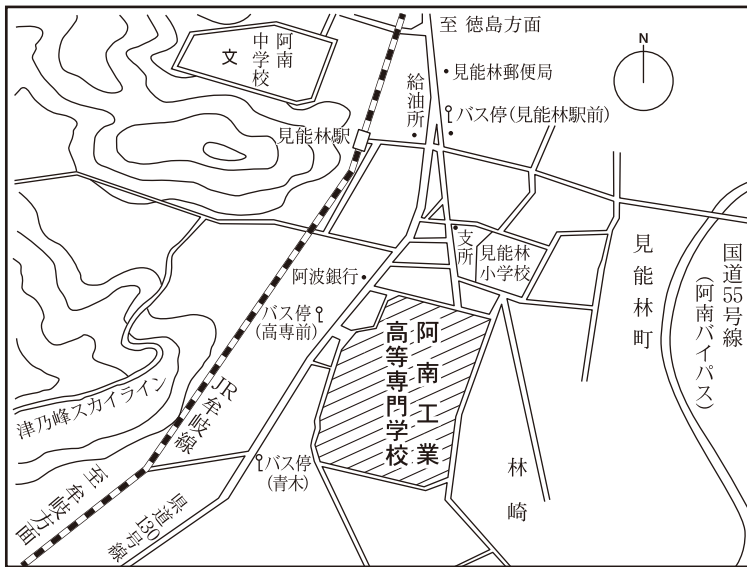 至 徳島方面
阿南
中学校
文
見能林郵便局
給油所
バス停(見能林駅前)
N
見能林駅
支所
見能林
小学校
見能林町
国道55号線
(阿南バイパス)
阿波銀行
バス停
(高専前)
阿南工業
高等専門学校
JR牟岐線
津乃峰スカイライン
バス停
(青木)
林崎
至牟岐方面
県道130号線